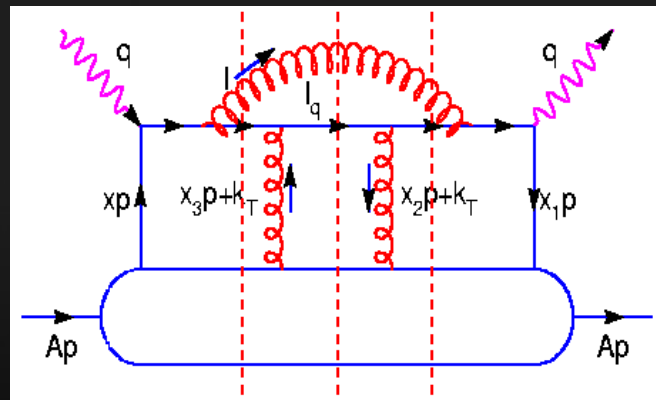 q
q
l
l_q
xp
x_3p+k_T
x_2p+k_T
x_1p
Ap
Ap